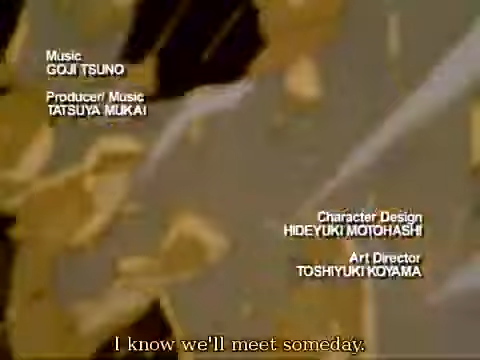 Music
GOJI TSUNO
Producer/ Music
TATSUYA MUKAI
Character Design
HIDEYUKI MOTOHASHI
Art Director
TOSHIYUKI KOYAMA
I know we'll meet someday.